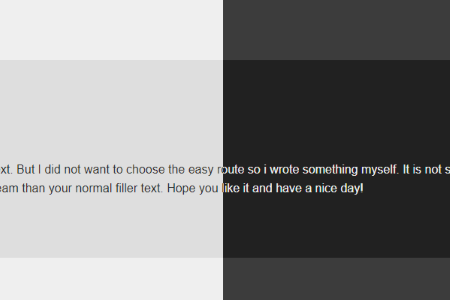 xt. But I did not want to choose the easy route so i wrote something myself. It is not s
eam than your normal filler text. Hope you like it and have a nice day!